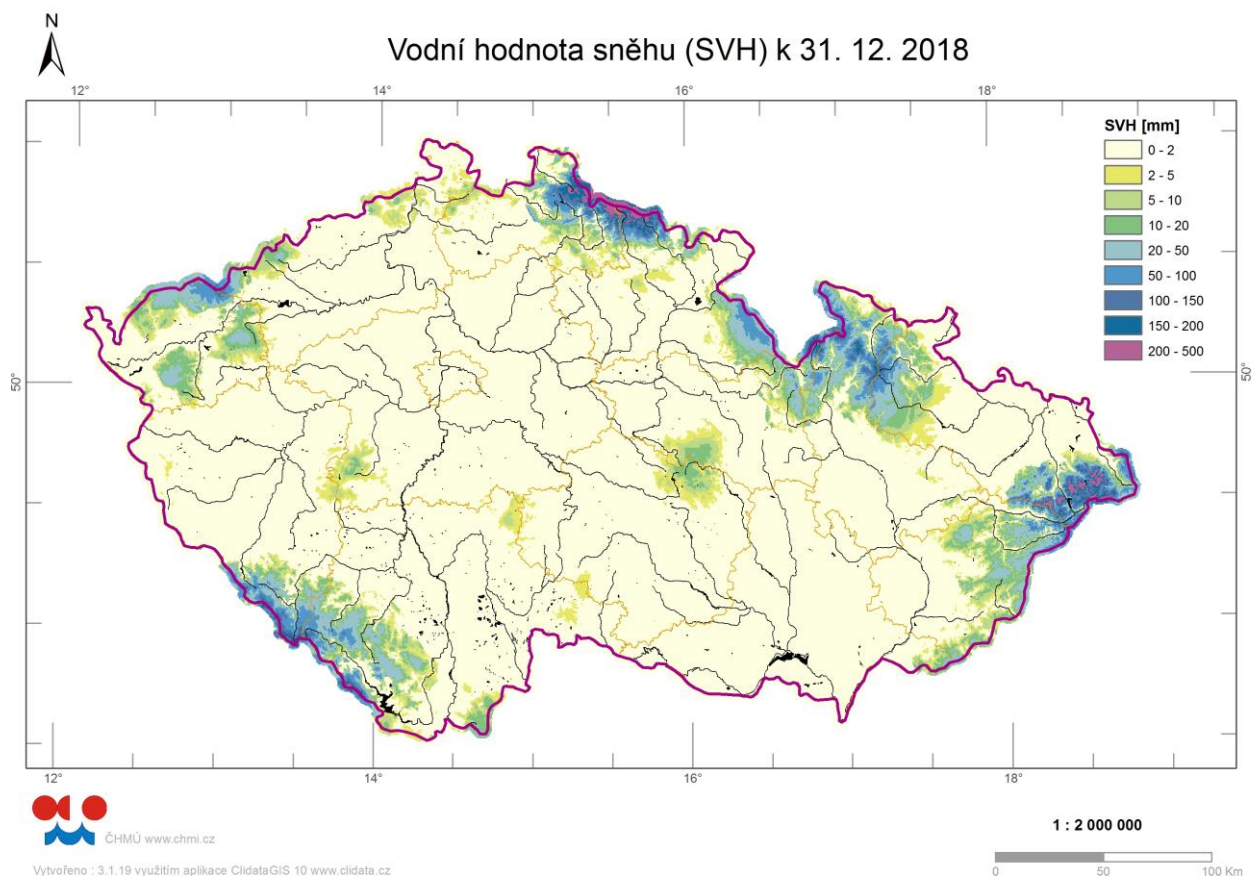 N
Vodní hodnota sněhu (SVH) k 31. 12. 2018
12° 14° 16° 18°
SVH [mm]
0 - 2
2 - 5
5 - 10
10 - 20
20 - 50
50 - 100
100 - 150
150 - 200
200 - 500
50° 50°
12° 14° 16° 18°
ČHMÚ www.chmi.cz
1 : 2 000 000
Vytvořeno : 3.1.19 využitím aplikace ClidataGIS 10 www.clidata.cz
0 50 100 Km